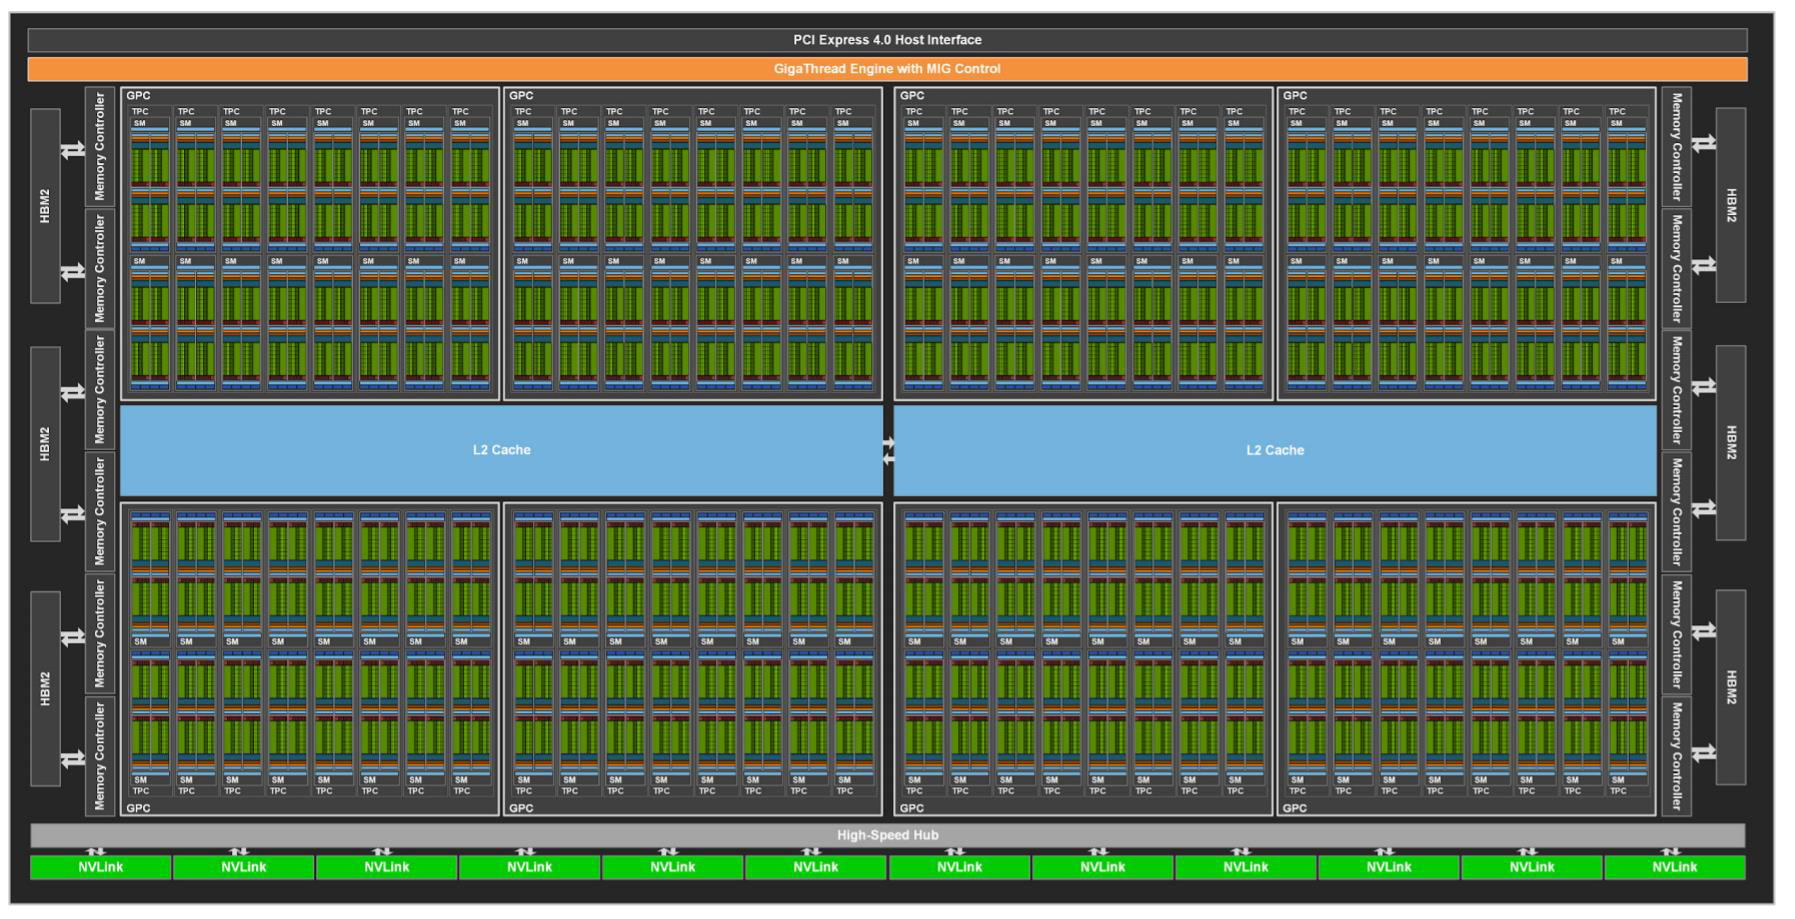 PCI Express 4.0 Host Interface
GigaThread Engine with MIG Control
HBM2
HBM2
HBM2
Memory Controller
Memory Controller
Memory Controller
Memory Controller
Memory Controller
Memory Controller
GPC
TPC TPC TPC TPC TPC TPC TPC TPC
SM SM SM SM SM SM SM SM
SM SM SM SM SM SM SM SM
GPC
TPC TPC TPC TPC TPC TPC TPC TPC
SM SM SM SM SM SM SM SM
SM SM SM SM SM SM SM SM
GPC
TPC TPC TPC TPC TPC TPC TPC TPC
SM SM SM SM SM SM SM SM
SM SM SM SM SM SM SM SM
GPC
TPC TPC TPC TPC TPC TPC TPC TPC
SM SM SM SM SM SM SM SM
SM SM SM SM SM SM SM SM
L2 Cache
L2 Cache
SM SM SM SM SM SM SM SM
SM SM SM SM SM SM SM SM
TPC TPC TPC TPC TPC TPC TPC TPC
GPC
SM SM SM SM SM SM SM SM
SM SM SM SM SM SM SM SM
TPC TPC TPC TPC TPC TPC TPC TPC
GPC
SM SM SM SM SM SM SM SM
SM SM SM SM SM SM SM SM
TPC TPC TPC TPC TPC TPC TPC TPC
GPC
SM SM SM SM SM SM SM SM
SM SM SM SM SM SM SM SM
TPC TPC TPC TPC TPC TPC TPC TPC
GPC
Memory Controller
Memory Controller
Memory Controller
Memory Controller
Memory Controller
Memory Controller
HBM2
HBM2
HBM2
High-Speed Hub
NVLink NVLink NVLink NVLink NVLink NVLink NVLink NVLink NVLink NVLink NVLink NVLink